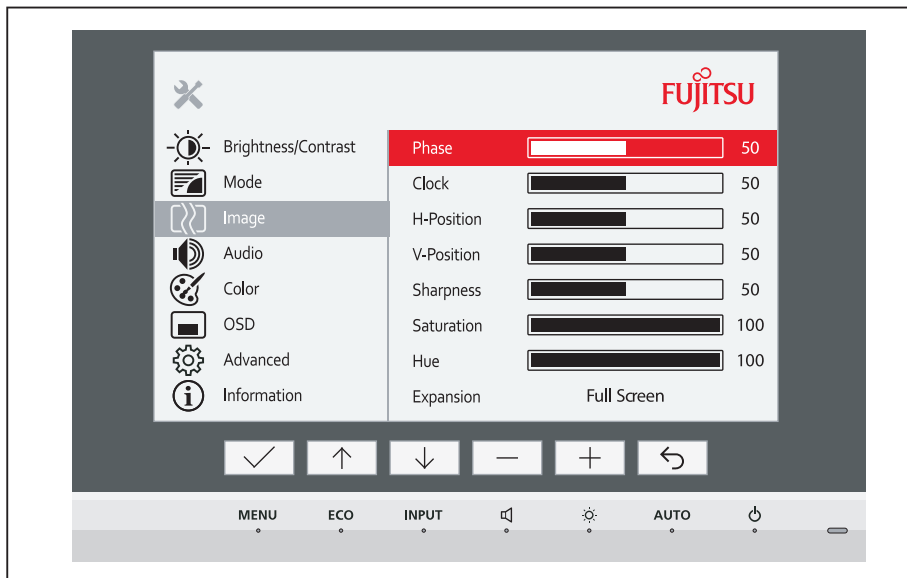 FUJITSU
Brightness/Contrast
Mode
Image
Audio
Color
OSD
Advanced
Information
Phase 50
Clock 50
H-Position 50
V-Position 50
Sharpness 50
Saturation 100
Hue 100
Expansion Full Screen
MENU ECO INPUT AUTO